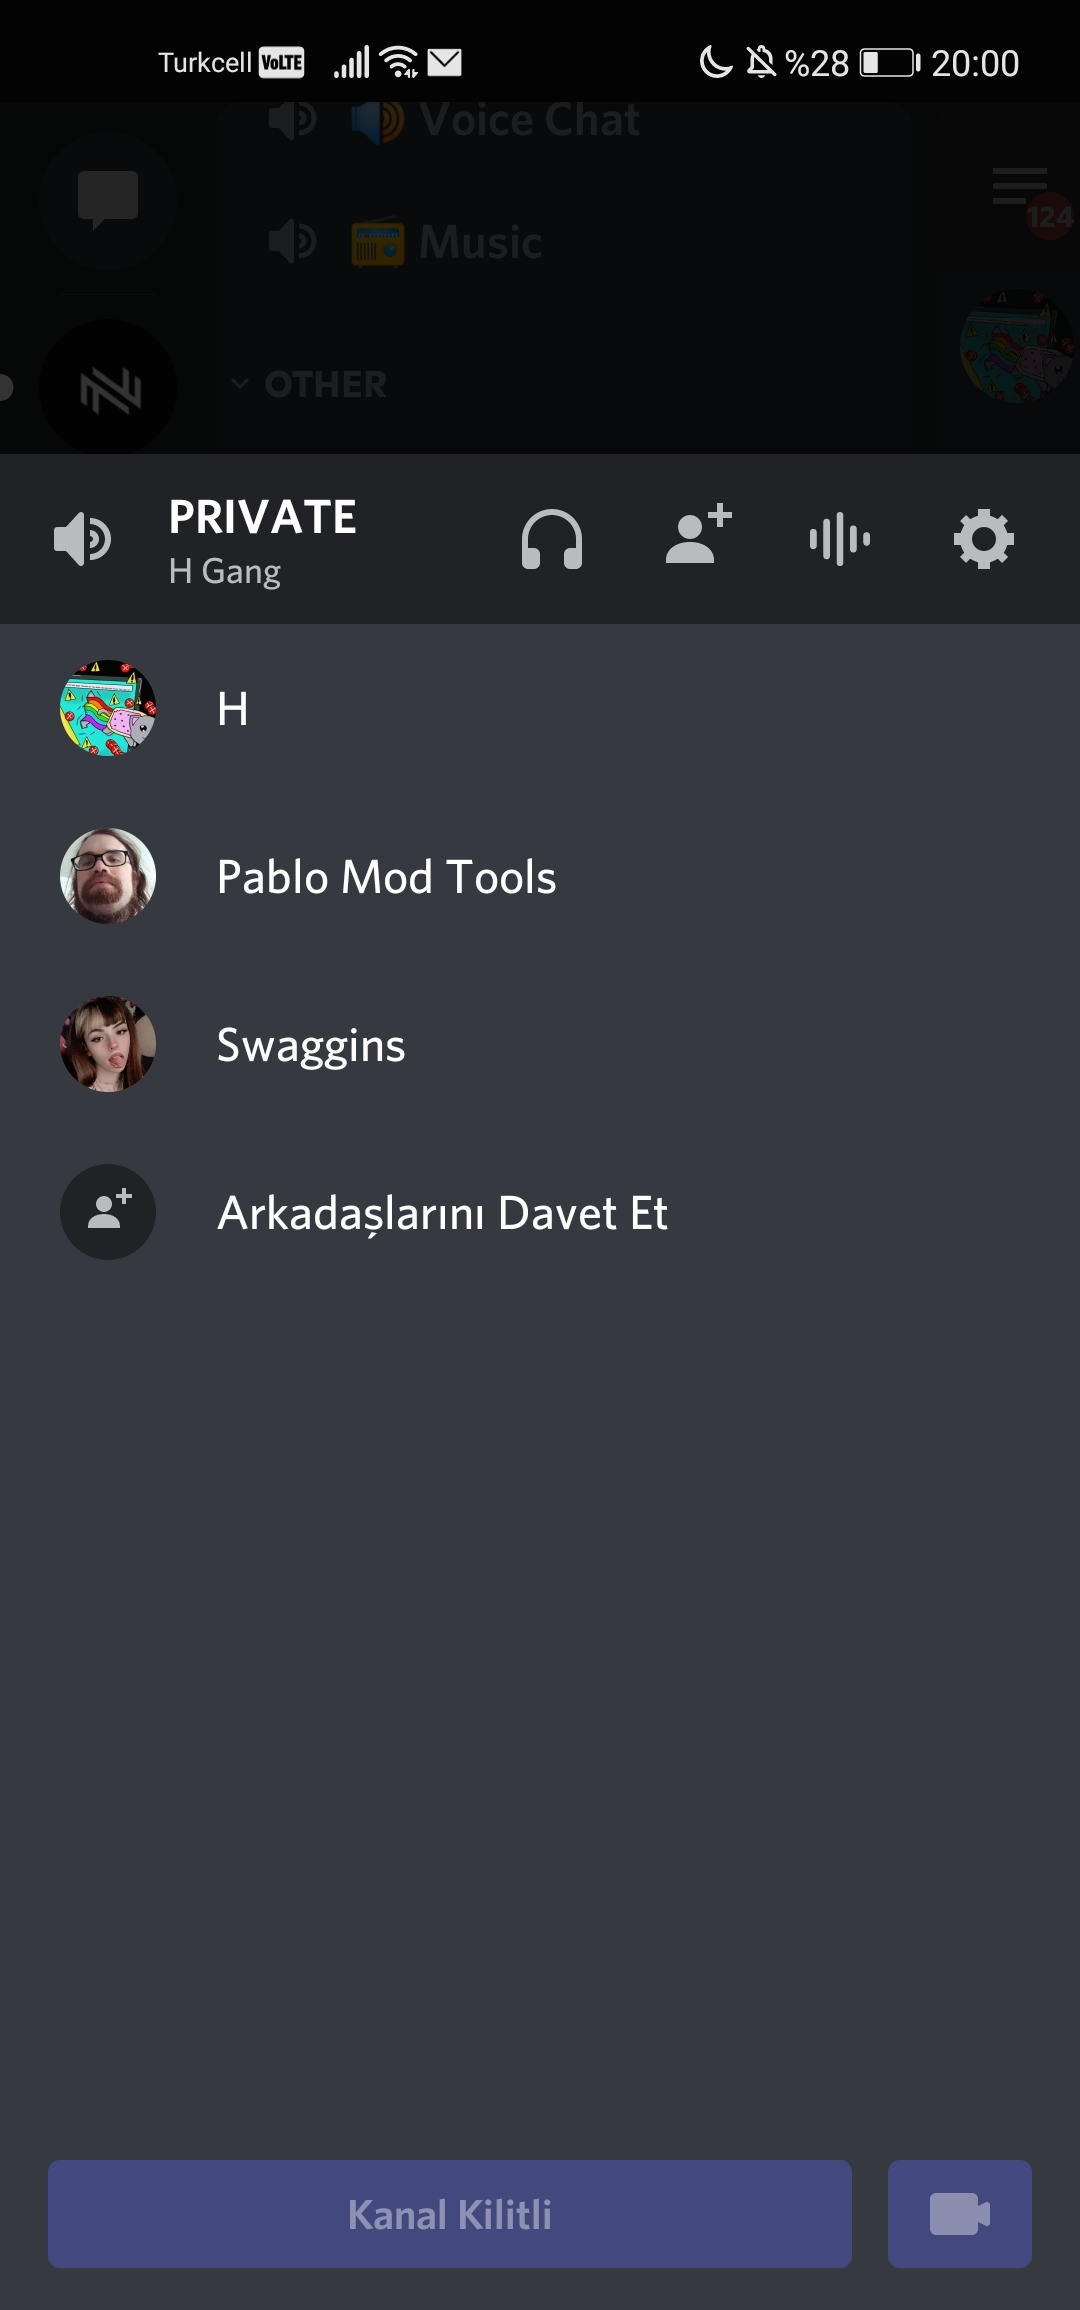 Turkcell VoLTE %28 20:00
Voice Chat
124
Music
OTHER
PRIVATE
H Gang
H
Pablo Mod Tools
Swaggins
Arkadaşlarını Davet Et
Kanal Kilitli